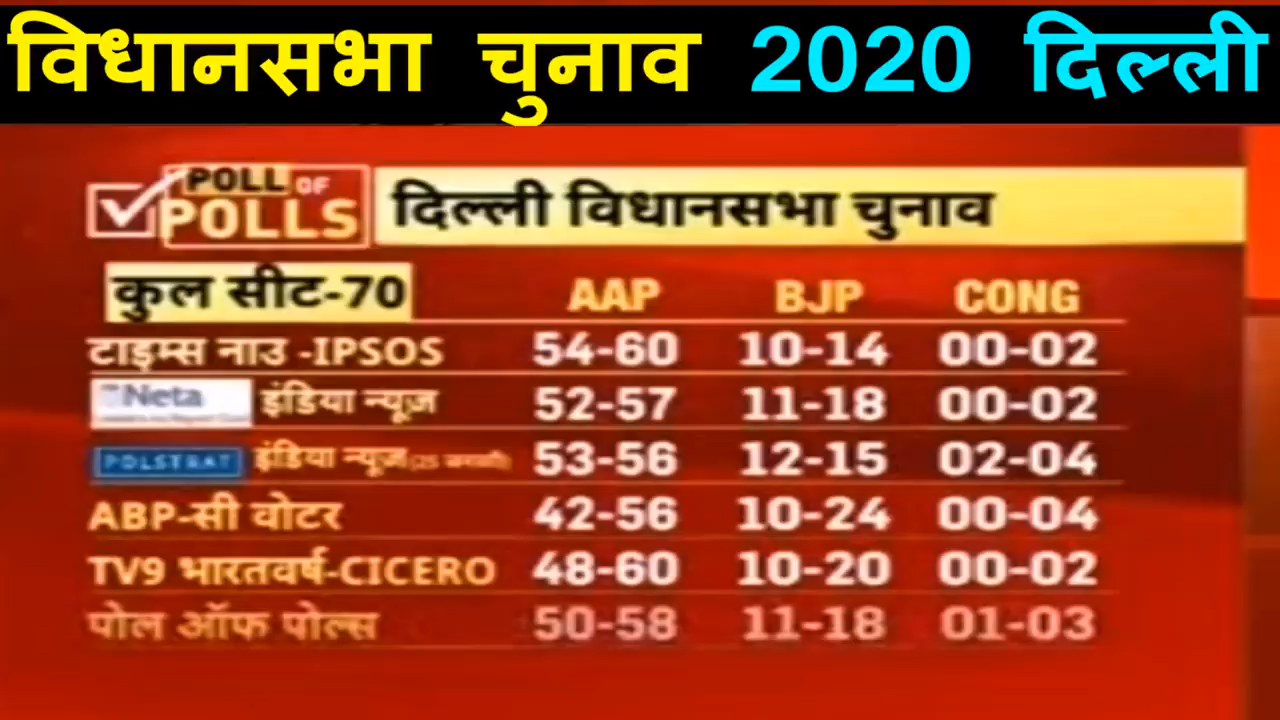 विधानसभा चुनाव 2020 दिल्ली
POLL OF POLLS दिल्ली विधानसभा चुनाव
कुल सीट-70 AAP BJP CONG
टाइम्स नाउ -IPSOS 54-60 10-14 00-02
Neta इंडिया न्यूज़ 52-57 11-18 00-02
POLSTRAT इंडिया न्यूज़ 53-56 12-15 02-04
ABP-सी वोटर 42-56 10-24 00-04
TV9 भारतवर्ष-CICERO 48-60 10-20 00-02
पोल ऑफ पोल्स 50-58 11-18 01-03